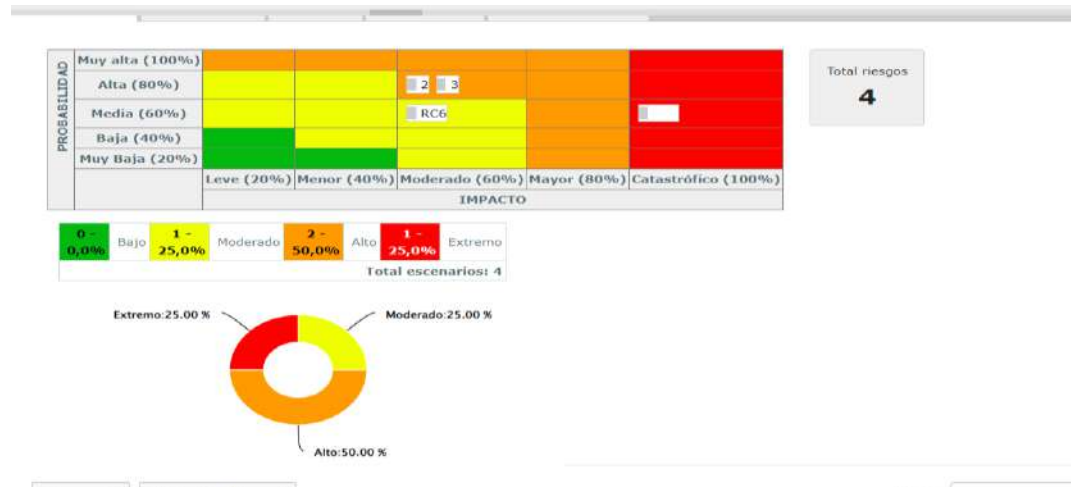 PROBABILIDAD
Muy alta (100%)
Alta (80%)
2 3
Media (60%)
RC6
Baja (40%)
Muy Baja (20%)
Leve (20%) Menor (40%) Moderado (60%) Mayor (80%) Catastrófico (100%)
IMPACTO
Total riesgos
4
0 - 0,0% Bajo 1 - 25,0% Moderado 2 - 50,0% Alto 1 - 25,0% Extremo
Total escenarios: 4
Extremo:25.00 % Moderado:25.00 %
Alto:50.00 %